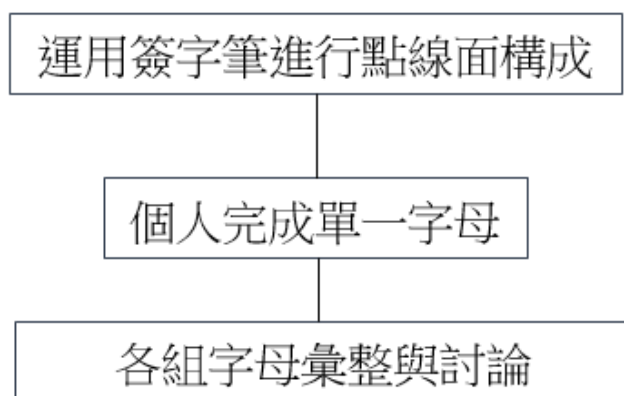 運用簽字筆進行點線面構成
個人完成單一字母
各組字母彙整與討論